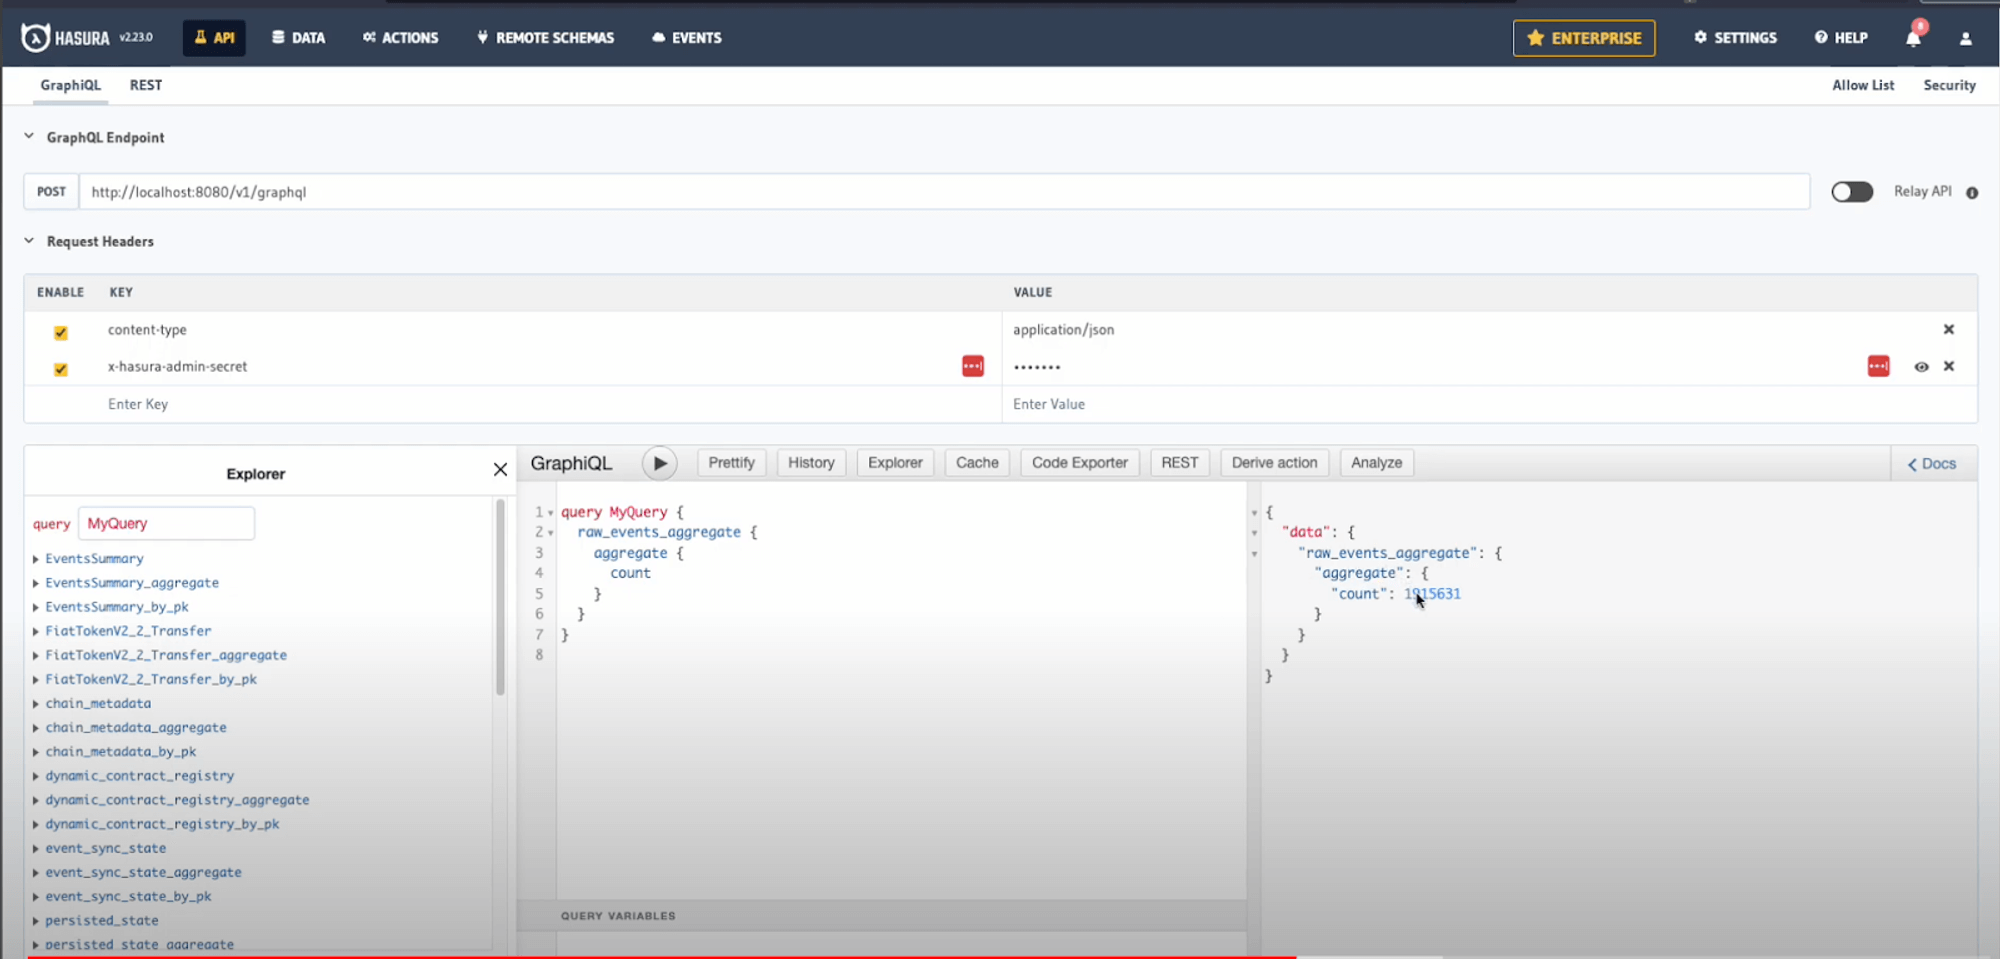 HASURA v2.23.0 API DATA ACTIONS REMOTE SCHEMAS EVENTS ENTERPRISE SETTINGS HELP
GraphiQL REST Allow List Security
GraphQL Endpoint
POST http://localhost:8080/v1/graphql Relay API
Request Headers
ENABLE KEY VALUE
content-type application/json
x-hasura-admin-secret •••••••
Enter Key Enter Value
Explorer
query MyQuery
EventsSummary
EventsSummary_aggregate
EventsSummary_by_pk
FiatTokenV2_2_Transfer
FiatTokenV2_2_Transfer_aggregate
FiatTokenV2_2_Transfer_by_pk
chain_metadata
chain_metadata_aggregate
chain_metadata_by_pk
dynamic_contract_registry
dynamic_contract_registry_aggregate
dynamic_contract_registry_by_pk
event_sync_state
event_sync_state_aggregate
event_sync_state_by_pk
persisted_state
persisted_state_aggregate
GraphiQL Prettify History Explorer Cache Code Exporter REST Derive action Analyze < Docs
1 query MyQuery {
2 raw_events_aggregate {
3 aggregate {
4 count
5 }
6 }
7 }
8
QUERY VARIABLES
{
"data": {
"raw_events_aggregate": {
"aggregate": {
"count": 1915631
}
}
}
}